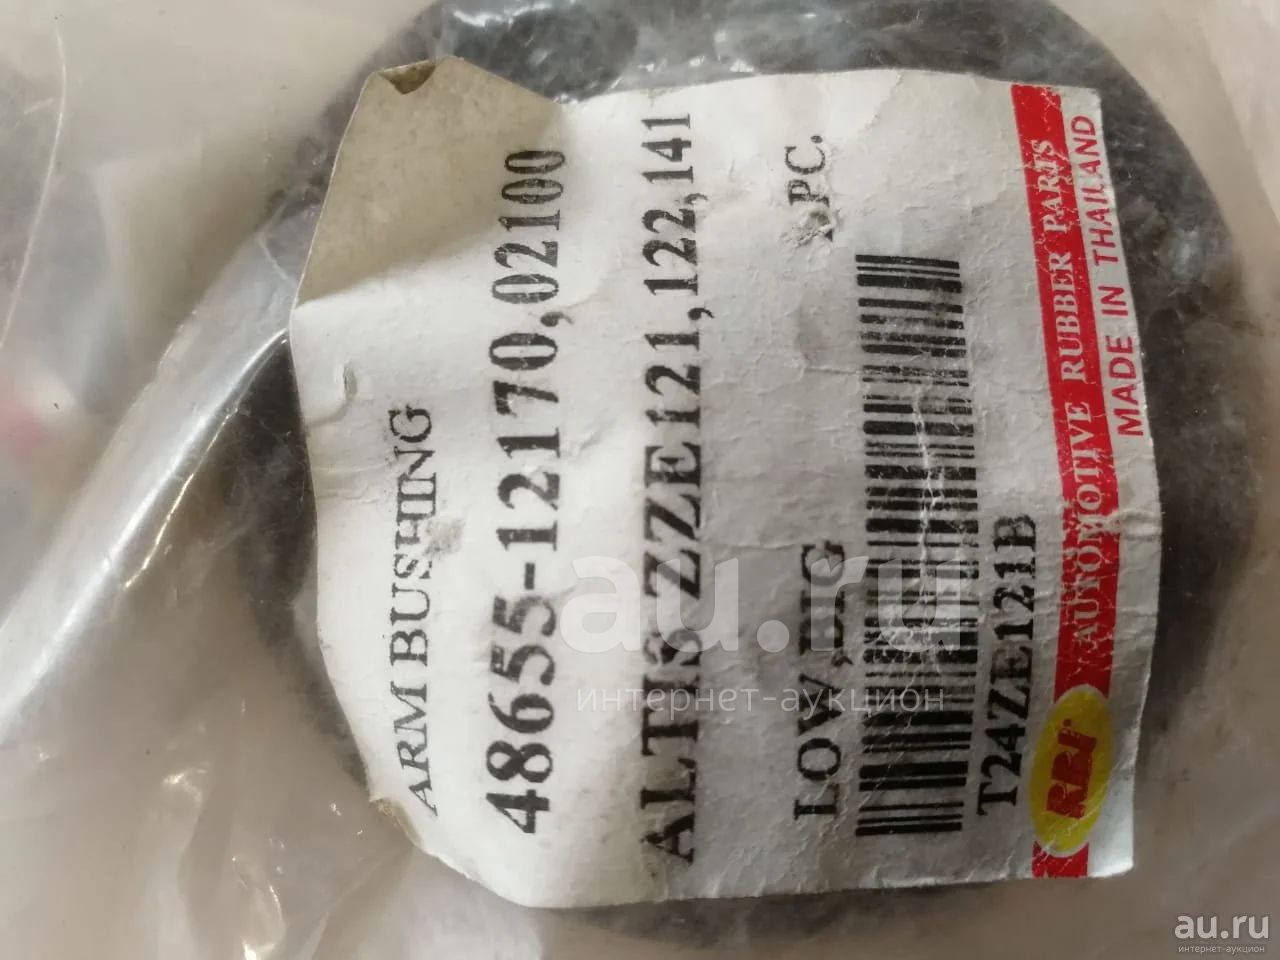 ARM BUSHING
48655-12170,02100
ALTIS ZZE121,122,141
LOW,BIG 1PC.
T24ZE121B
RBI AUTOMOTIVE RUBBER PARTS
MADE IN THAILAND
au.ru
интернет-аукцион
au.ru
интернет-аукцион